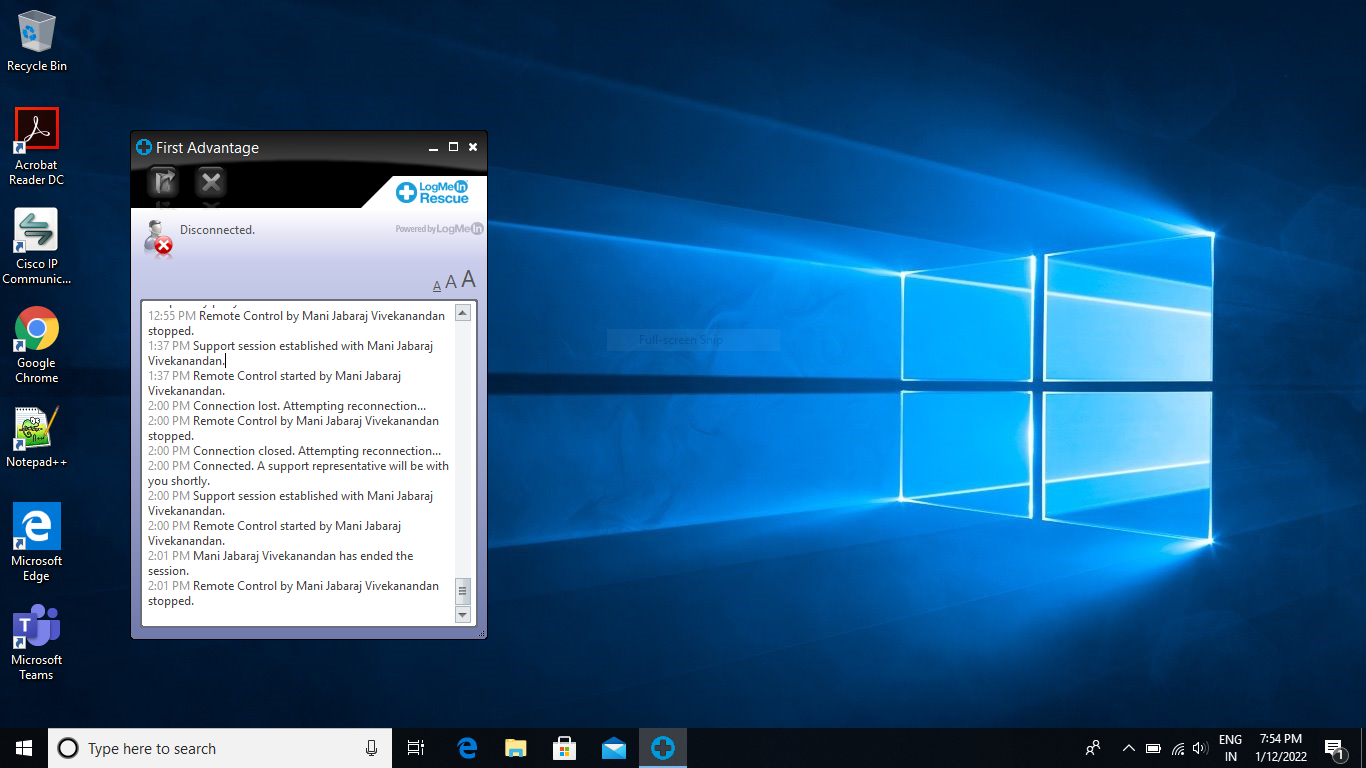 Recycle Bin
Acrobat
Reader DC
Cisco IP
Communic...
Google
Chrome
Notepad++
Microsoft
Edge
Microsoft
Teams
First Advantage
LogMeIn
Rescue
Disconnected.
Powered by LogMeIn
A A A
12:55 PM Remote Control by Mani Jabaraj Vivekanandan
stopped.
1:37 PM Support session established with Mani Jabaraj
Vivekanandan.
1:37 PM Remote Control started by Mani Jabaraj
Vivekanandan.
2:00 PM Connection lost. Attempting reconnection...
2:00 PM Remote Control by Mani Jabaraj Vivekanandan
stopped.
2:00 PM Connection closed. Attempting reconnection...
2:00 PM Connected. A support representative will be with
you shortly.
2:00 PM Support session established with Mani Jabaraj
Vivekanandan.
2:00 PM Remote Control started by Mani Jabaraj
Vivekanandan.
2:01 PM Mani Jabaraj Vivekanandan has ended the
session.
2:01 PM Remote Control by Mani Jabaraj Vivekanandan
stopped.
Full-screen Snip
Type here to search
ENG
IN
7:54 PM
1/12/2022
1